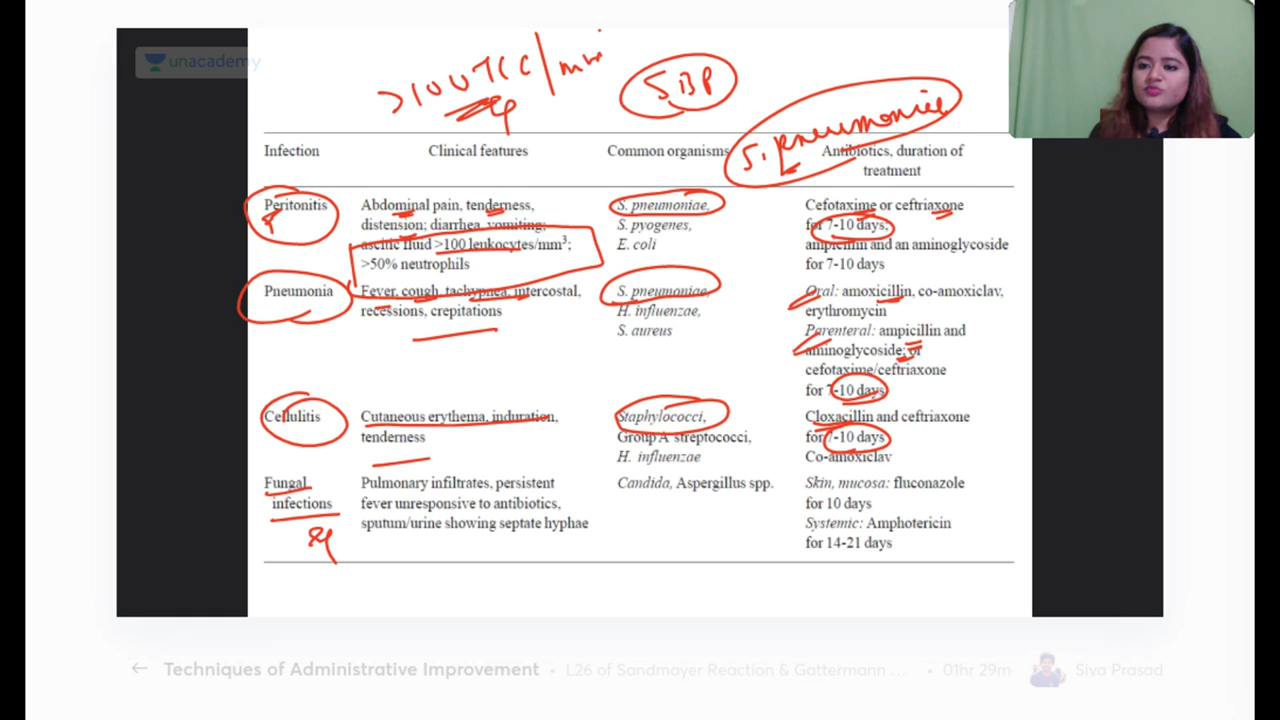 unacademy
>100 TLC/mm
SBP
S. pneumoniae
Infection Clinical features Common organisms Antibiotics, duration of
treatment
Peritonitis Abdominal pain, tenderness, S. pneumoniae, Cefotaxime or ceftriaxone
distension; diarrhea, vomiting; S. pyogenes, for 7-10 days;
ascitic fluid >100 leukocytes/mm³; E. coli ampicillin and an aminoglycoside
>50% neutrophils for 7-10 days
Pneumonia Fever, cough, tachypnea, intercostal, S. pneumoniae, Oral: amoxicillin, co-amoxiclav,
recessions, crepitations H. influenzae, erythromycin
S. aureus Parenteral: ampicillin and
aminoglycoside; or
cefotaxime/ceftriaxone
for 7-10 days
Cellulitis Cutaneous erythema, induration, Staphylococci, Cloxacillin and ceftriaxone
tenderness Group A streptococci, for 7-10 days
H. influenzae Co-amoxiclav
Fungal Pulmonary infiltrates, persistent Candida, Aspergillus spp. Skin, mucosa: fluconazole
infections fever unresponsive to antibiotics, for 10 days
sputum/urine showing septate hyphae Systemic: Amphotericin
for 14-21 days
Techniques of Administrative Improvement • L26 of Sandmayer Reaction & Gattermann ... • 01hr 29m Siva Prasad